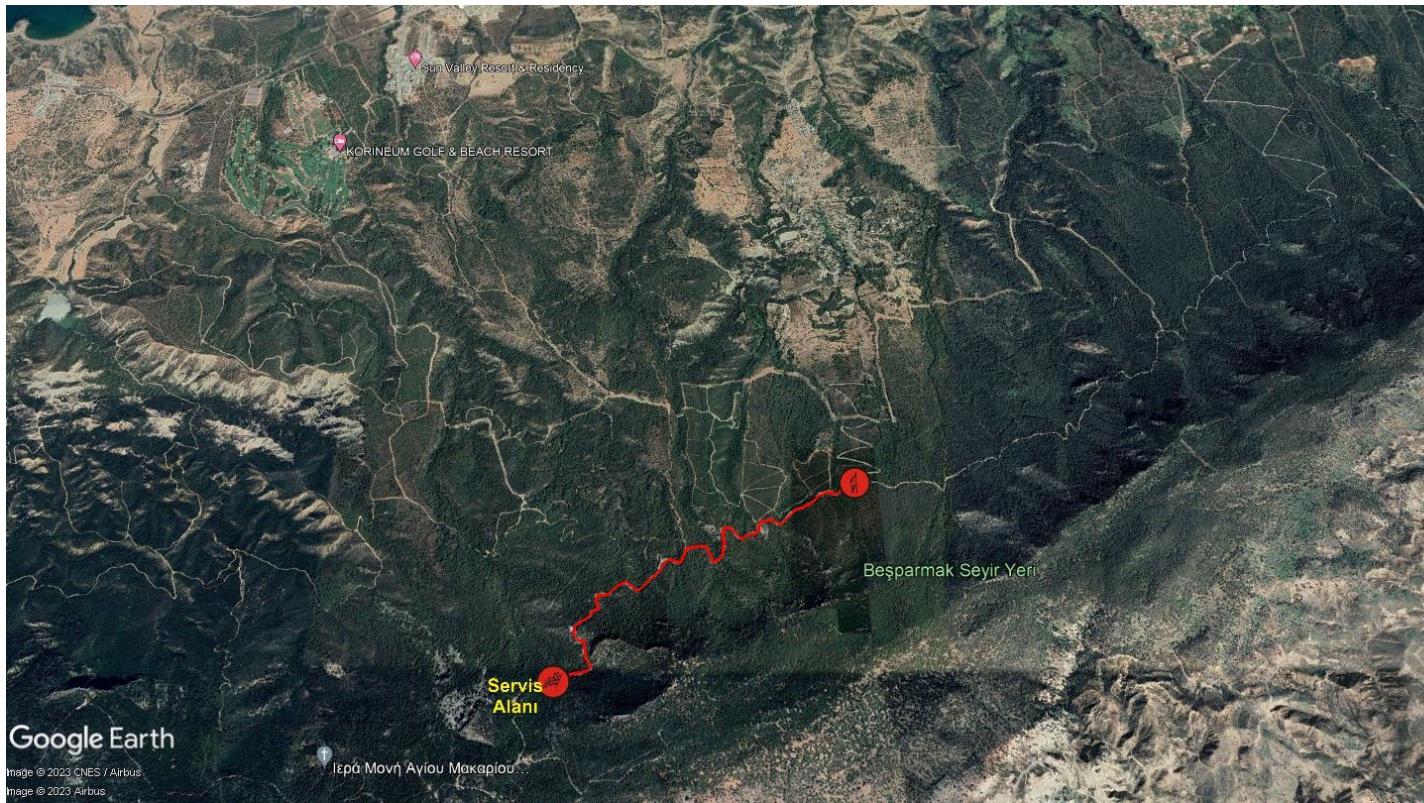 Sun Valley Resort & Residency...
KORINEUM GOLF & BEACH RESORT
Beşparmak Seyir Yeri
Servis
Alanı
Google Earth
Ιερά Μονή Αγίου Μακαρίου...
Image © 2023 CNES / Airbus
Image © 2023 Airbus